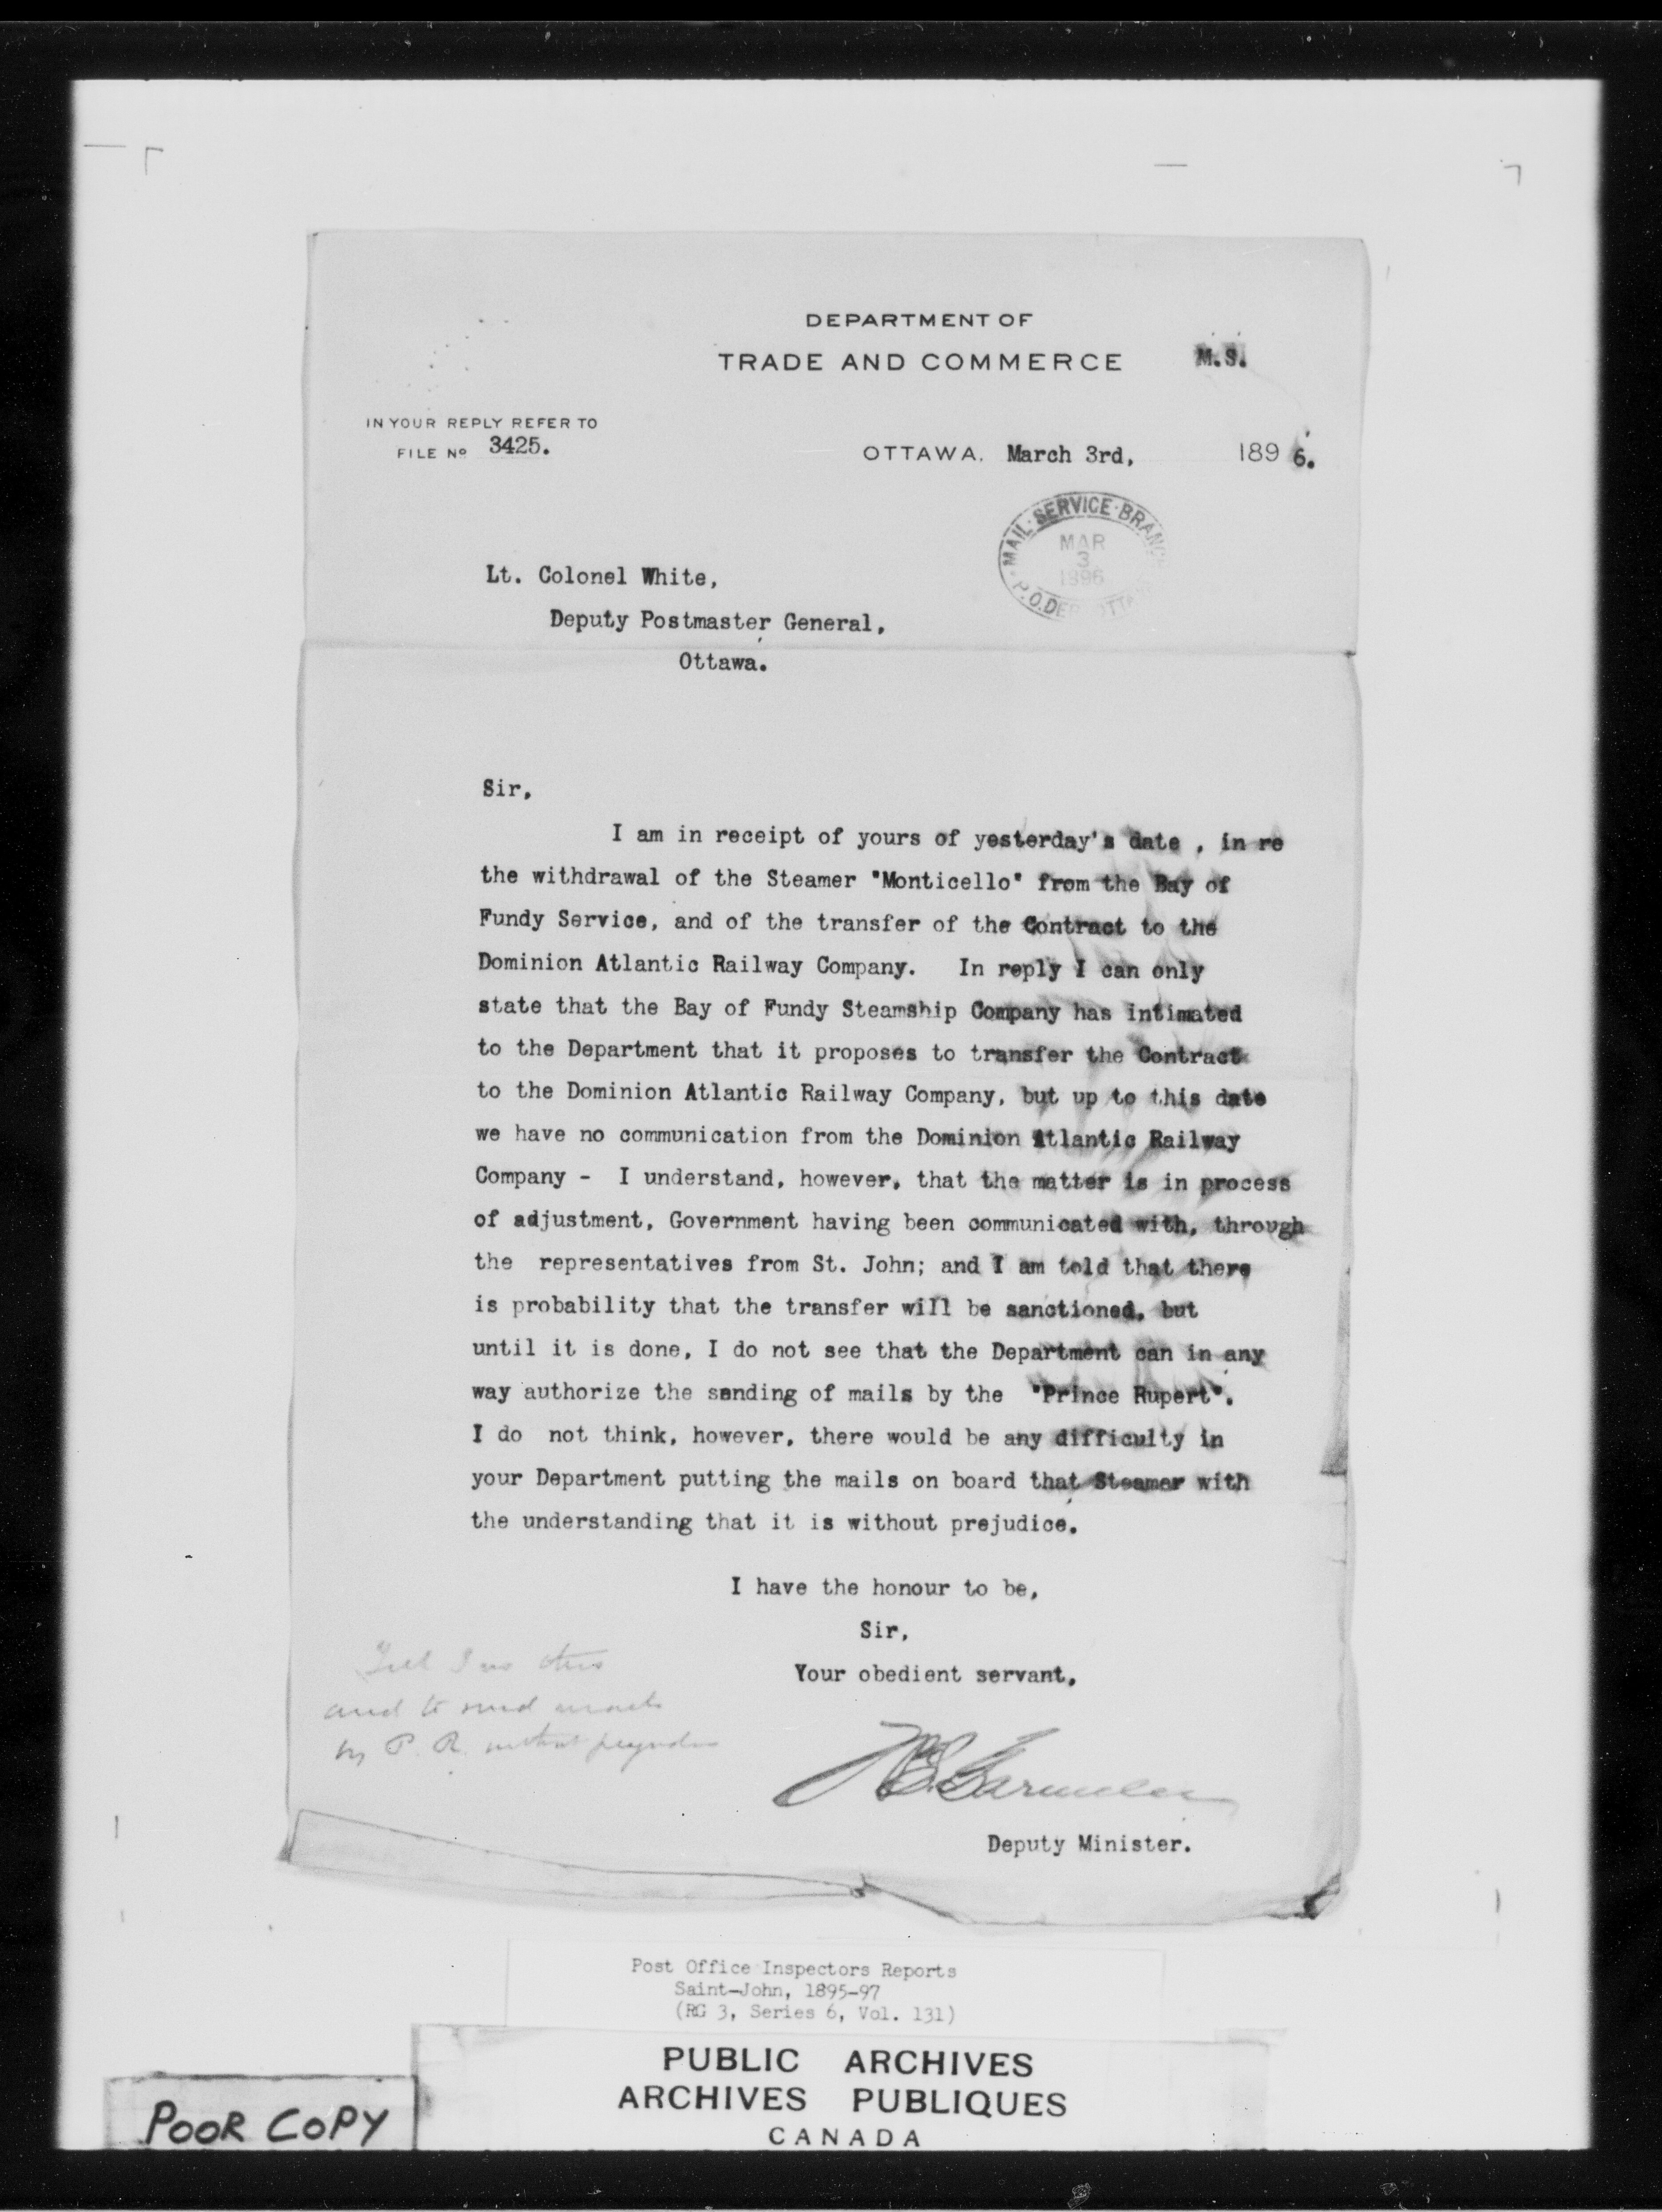 DEPARTMENT OF
TRADE AND COMMERCE M.S.
IN YOUR REPLY REFER TO
FILE No 3425.
OTTAWA. March 3rd, 1896.
MAIL·SERVICE·BRANC
MAR
3
1896
P.O.DEP OTTA
Lt. Colonel White,
Deputy Postmaster General,
Ottawa.
Sir,
I am in receipt of yours of yesterday's date , in re
the withdrawal of the Steamer "Monticello" from the Bay of
Fundy Service, and of the transfer of the Contract to the
Dominion Atlantic Railway Company. In reply I can only
state that the Bay of Fundy Steamship Company has intimated
to the Department that it proposes to transfer the Contract
to the Dominion Atlantic Railway Company, but up to this date
we have no communication from the Dominion Atlantic Railway
Company - I understand, however, that the matter is in process
of adjustment, Government having been communicated with, through
the representatives from St. John; and I am told that there
is probability that the transfer will be sanctioned, but
until it is done, I do not see that the Department can in any
way authorize the sending of mails by the "Prince Rupert".
I do not think, however, there would be any difficulty in
your Department putting the mails on board that Steamer with
the understanding that it is without prejudice.
I have the honour to be,
Sir,
Your obedient servant,
and to send mails
by P. R. without prejudice
Deputy Minister.
Post Office Inspectors Reports
Saint-John, 1895-97
(RG 3, Series 6, Vol. 131)
PUBLIC ARCHIVES
ARCHIVES PUBLIQUES
CANADA
POOR COPY